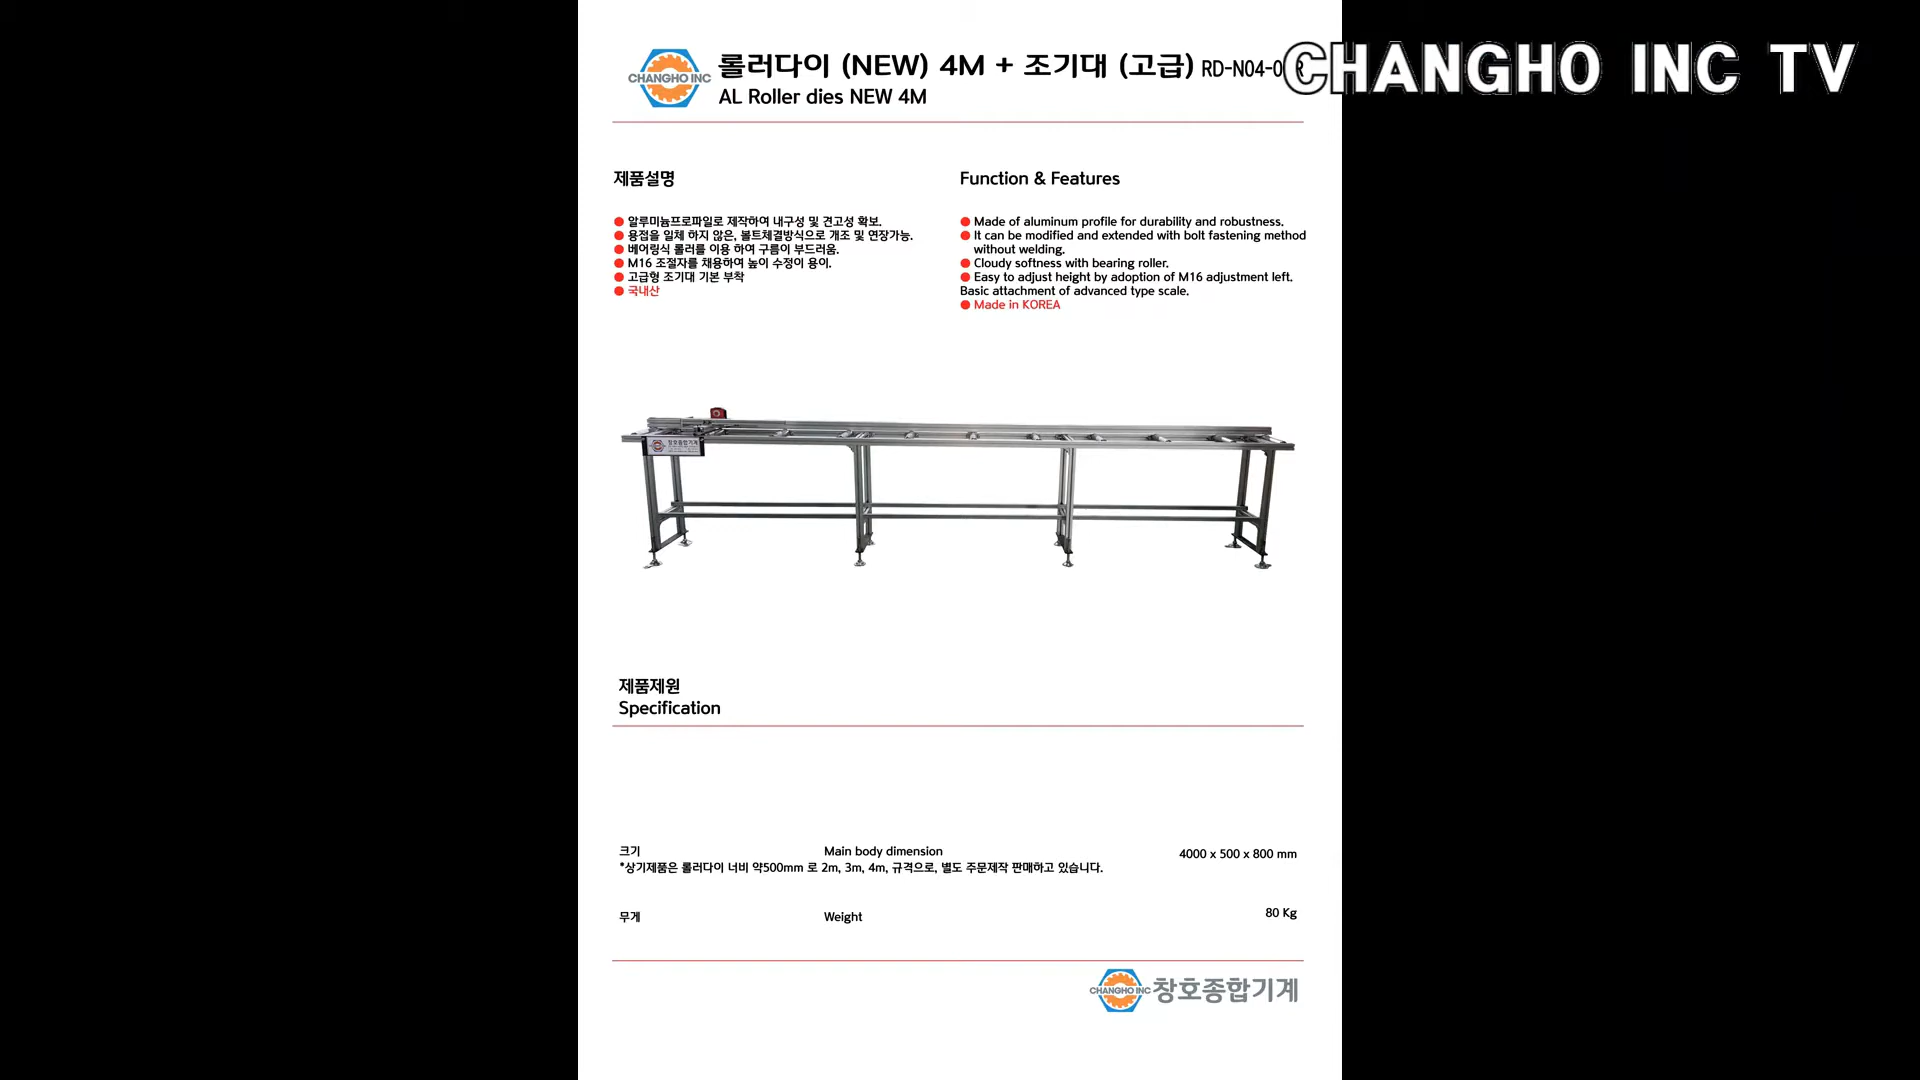 CHANGHO INC TV
CHANGHO INC
롤러다이 (NEW) 4M + 조기대 (고급) RD-N04-0
AL Roller dies NEW 4M
제품설명
● 알루미늄프로파일로 제작하여 내구성 및 견고성 확보.
● 용접을 일체 하지 않은, 볼트체결방식으로 개조 및 연장가능.
● 베어링식 롤러를 이용 하여 구름이 부드러움.
● M16 조절자를 채용하여 높이 수정이 용이.
● 고급형 조기대 기본 부착
● 국내산
Function & Features
● Made of aluminum profile for durability and robustness.
● It can be modified and extended with bolt fastening method
without welding.
● Cloudy softness with bearing roller.
● Easy to adjust height by adoption of M16 adjustment left.
Basic attachment of advanced type scale.
● Made in KOREA
창호종합기계
제품제원
Specification
크기 Main body dimension 4000 x 500 x 800 mm
*상기제품은 롤러다이 너비 약500mm 로 2m, 3m, 4m, 규격으로, 별도 주문제작 판매하고 있습니다.
무게 Weight 80 Kg
CHANGHO INC 창호종합기계